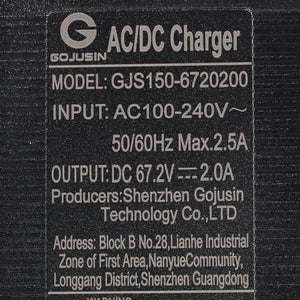 G AC/DC Charger
GOJUSIN
MODEL: GJS150-6720200
INPUT: AC100-240V~
50/60Hz Max.2.5A
OUTPUT: DC 67.2V⎓2.0A
Producers:Shenzhen Gojusin
Technology Co.,LTD
Address: Block B No.28,Lianhe Industrial
Zone of First Area,NanyueCommunity,
Longgang District,Shenzhen Guangdong
WARNING